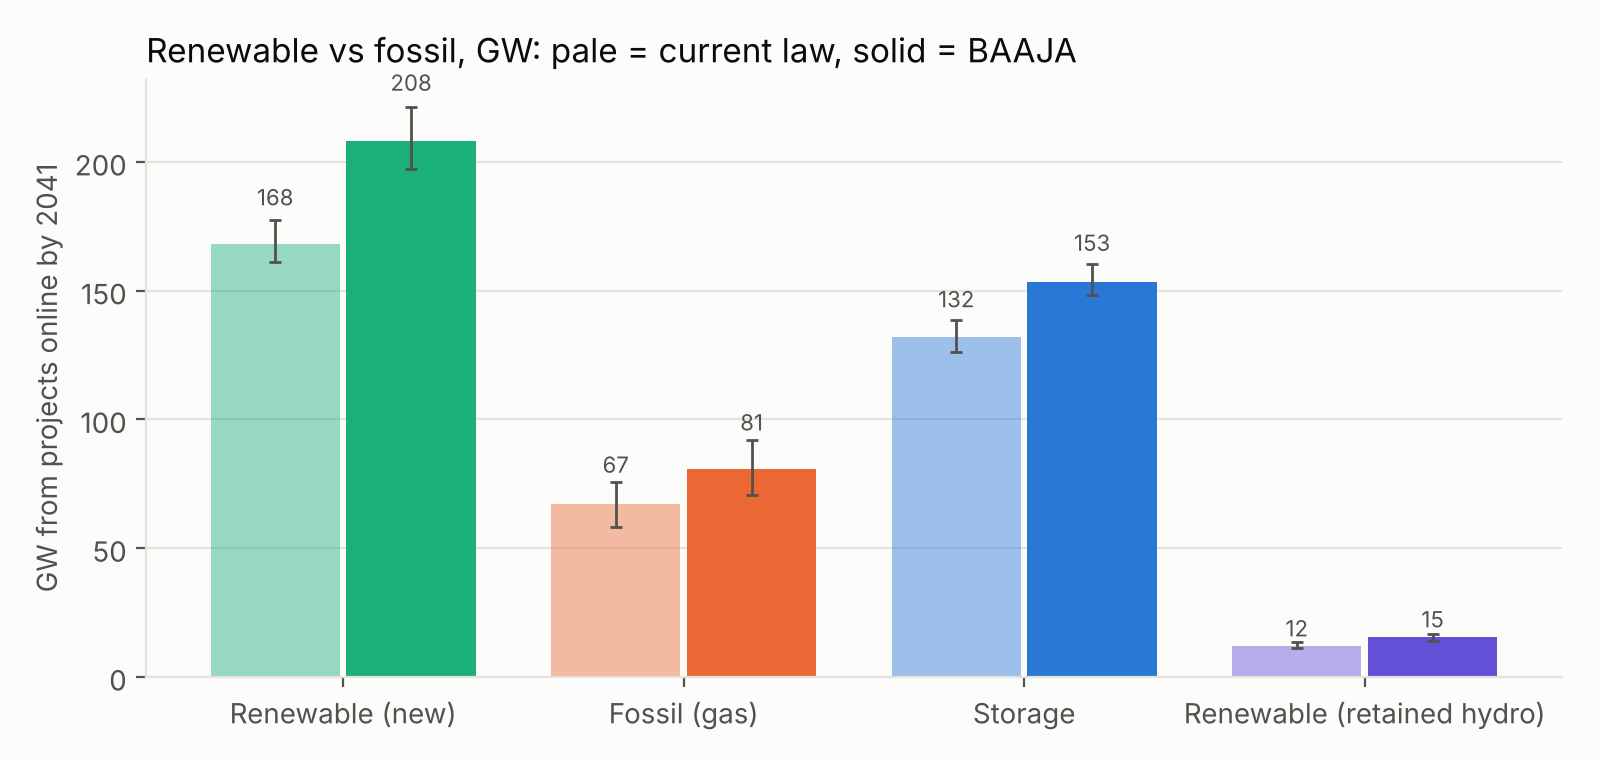 Renewable vs fossil, GW: pale = current law, solid = BAAJA
GW from projects online by 2041
200
150
100
50
0
168
208
67
81
132
153
12
15
Renewable (new)
Fossil (gas)
Storage
Renewable (retained hydro)